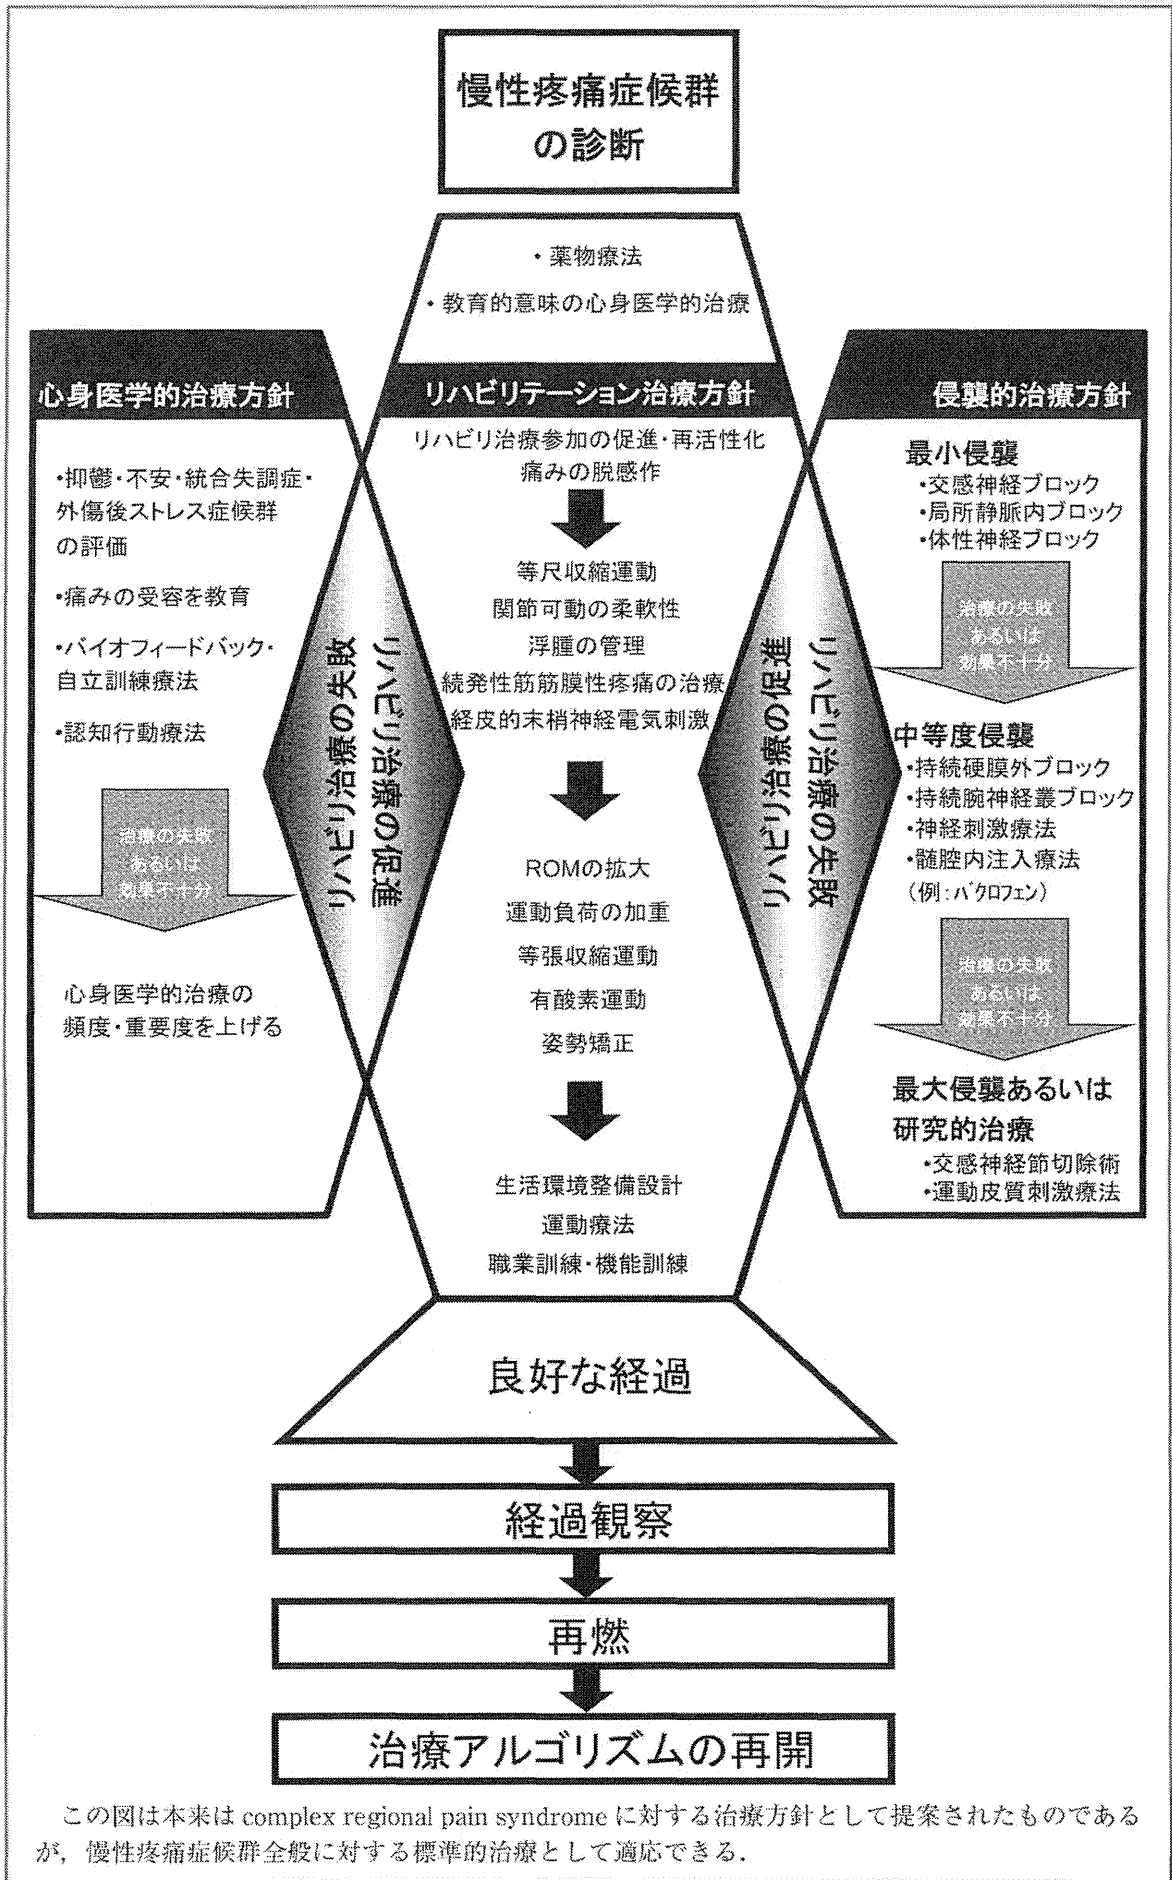 慢性疼痛症候群
の診断
・薬物療法
・教育的意味の心身医学的治療
心身医学的治療方針
・抑鬱・不安・統合失調症・
外傷後ストレス症候群
の評価
・痛みの受容を教育
・バイオフィードバック・
自立訓練療法
・認知行動療法
治療の失敗
あるいは
効果不十分
心身医学的治療の
頻度・重要度を上げる
リハビリ治療の失敗
リハビリ治療の促進
リハビリテーション治療方針
リハビリ治療参加の促進・再活性化
痛みの脱感作
等尺収縮運動
関節可動の柔軟性
浮腫の管理
続発性筋筋膜性疼痛の治療
経皮的末梢神経電気刺激
ROMの拡大
運動負荷の加重
等張収縮運動
有酸素運動
姿勢矯正
生活環境整備設計
運動療法
職業訓練・機能訓練
リハビリ治療の促進
リハビリ治療の失敗
侵襲的治療方針
最小侵襲
・交感神経ブロック
・局所静脈内ブロック
・体性神経ブロック
治療の失敗
あるいは
効果不十分
中等度侵襲
・持続硬膜外ブロック
・持続腕神経叢ブロック
・神経刺激療法
・髄腔内注入療法
(例:バクロフェン)
治療の失敗
あるいは
効果不十分
最大侵襲あるいは
研究的治療
・交感神経節切除術
・運動皮質刺激療法
良好な経過
経過観察
再燃
治療アルゴリズムの再開
この図は本来は complex regional pain syndrome に対する治療方針として提案されたものである
が，慢性疼痛症候群全般に対する標準的治療として適応できる．